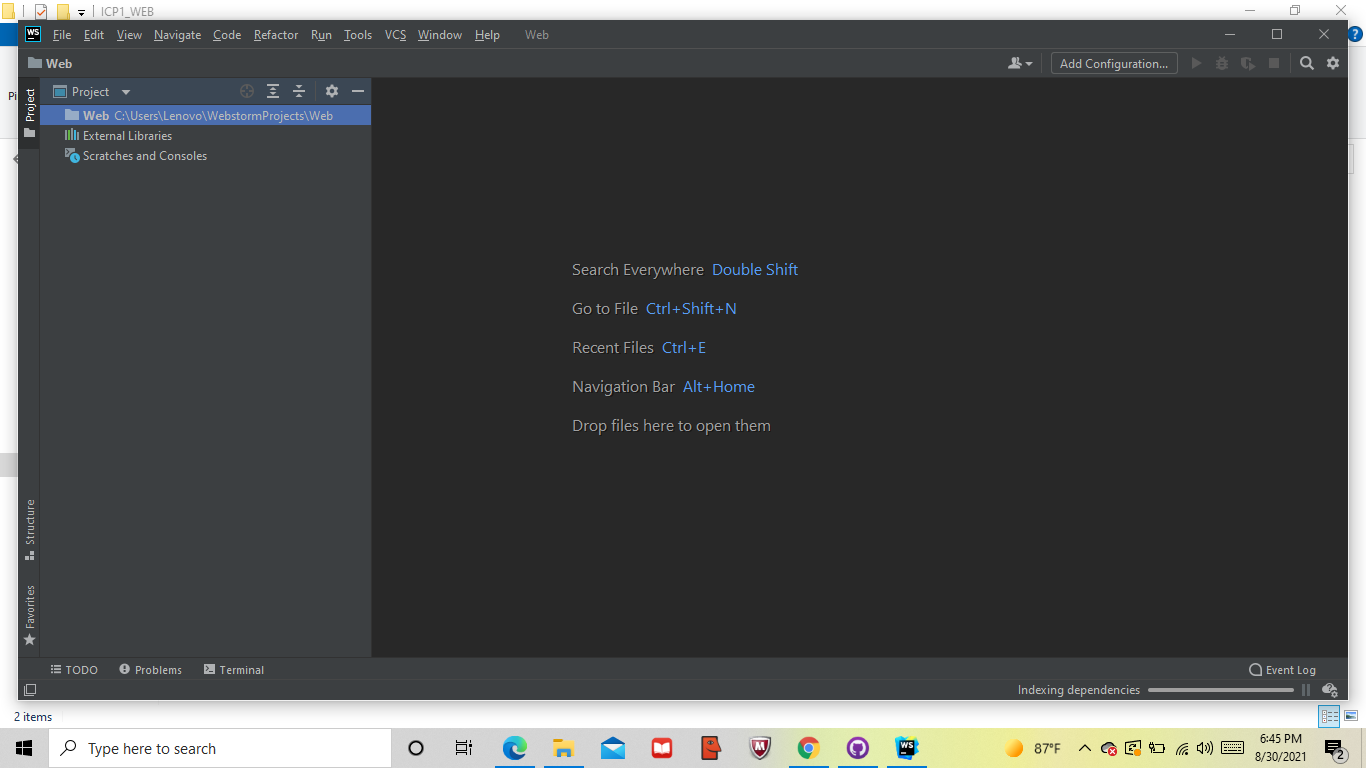 ICP1_WEB
WS File Edit View Navigate Code Refactor Run Tools VCS Window Help Web
Web
Add Configuration...
Pi
Project
Project
Web C:\Users\Lenovo\WebstormProjects\Web
External Libraries
Scratches and Consoles
Search Everywhere Double Shift
Go to File Ctrl+Shift+N
Recent Files Ctrl+E
Navigation Bar Alt+Home
Drop files here to open them
Structure
Favorites
TODO Problems Terminal
Event Log
Indexing dependencies
2 items
Type here to search
WS
87°F
6:45 PM
8/30/2021
2